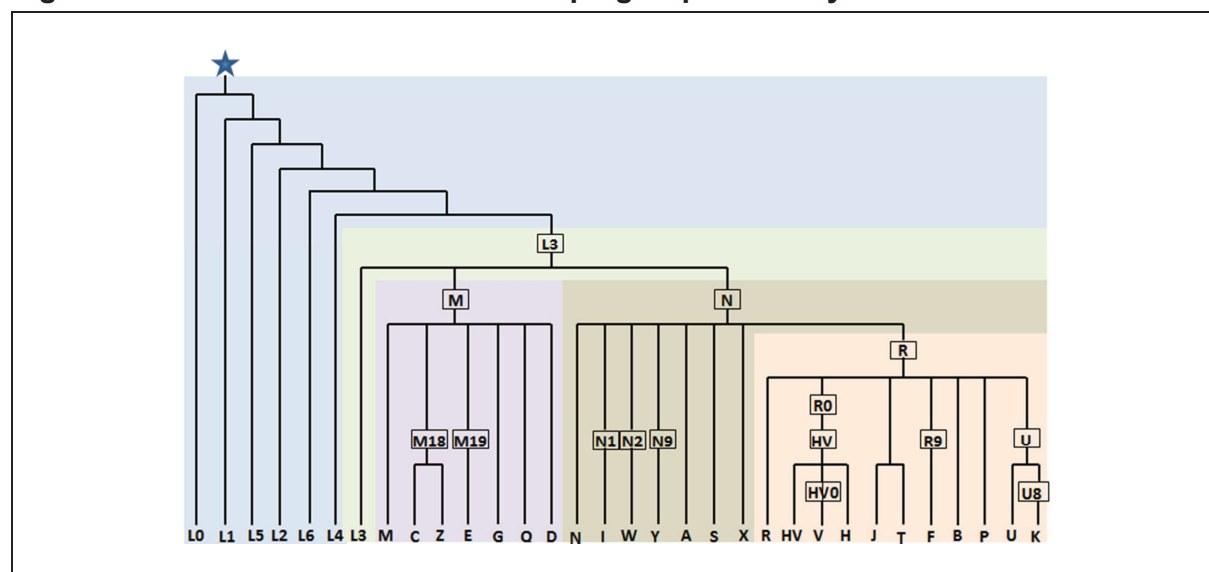 L3
M N
R
R0
M18 M19 N1 N2 N9 HV R9 U
HV0 U8
L0 L1 L5 L2 L6 L4 L3 M C Z E G Q D N I W Y A S X R HV V H J T F B P U K